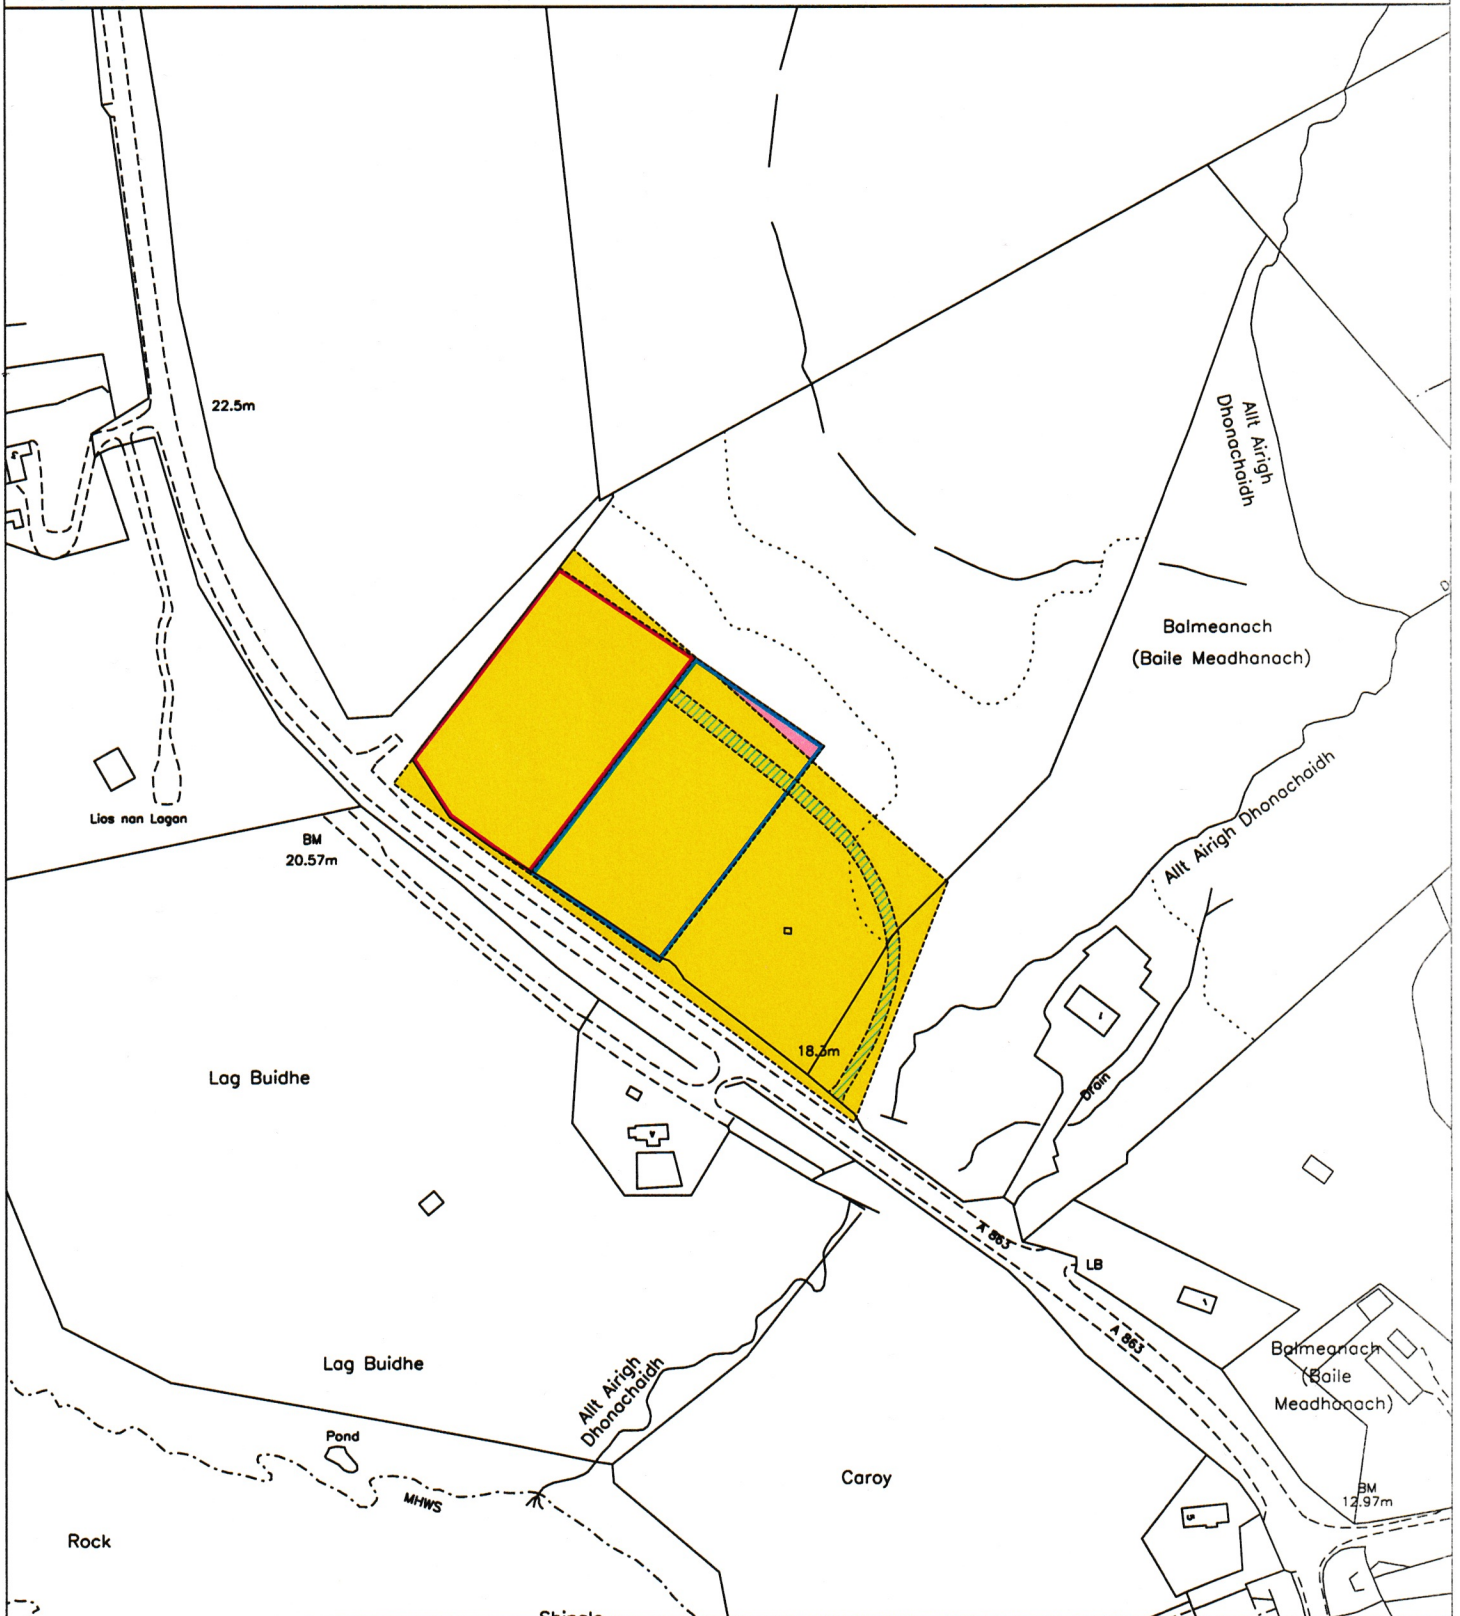 22.5m
Allt Airigh
Dhonachaidh
Balmeanach
(Baile Meadhanach)
Lios nan Lagan
BM
20.57m
Allt Airigh Dhonachaidh
18.3m
Lag Buidhe
Drain
A 863
LB
A 863
Lag Buidhe
Balmeanach
(Baile
Meadhanach)
Allt Airigh
Dhonachaidh
Pond
MHWS
Caroy
BM
12.97m
5
Rock